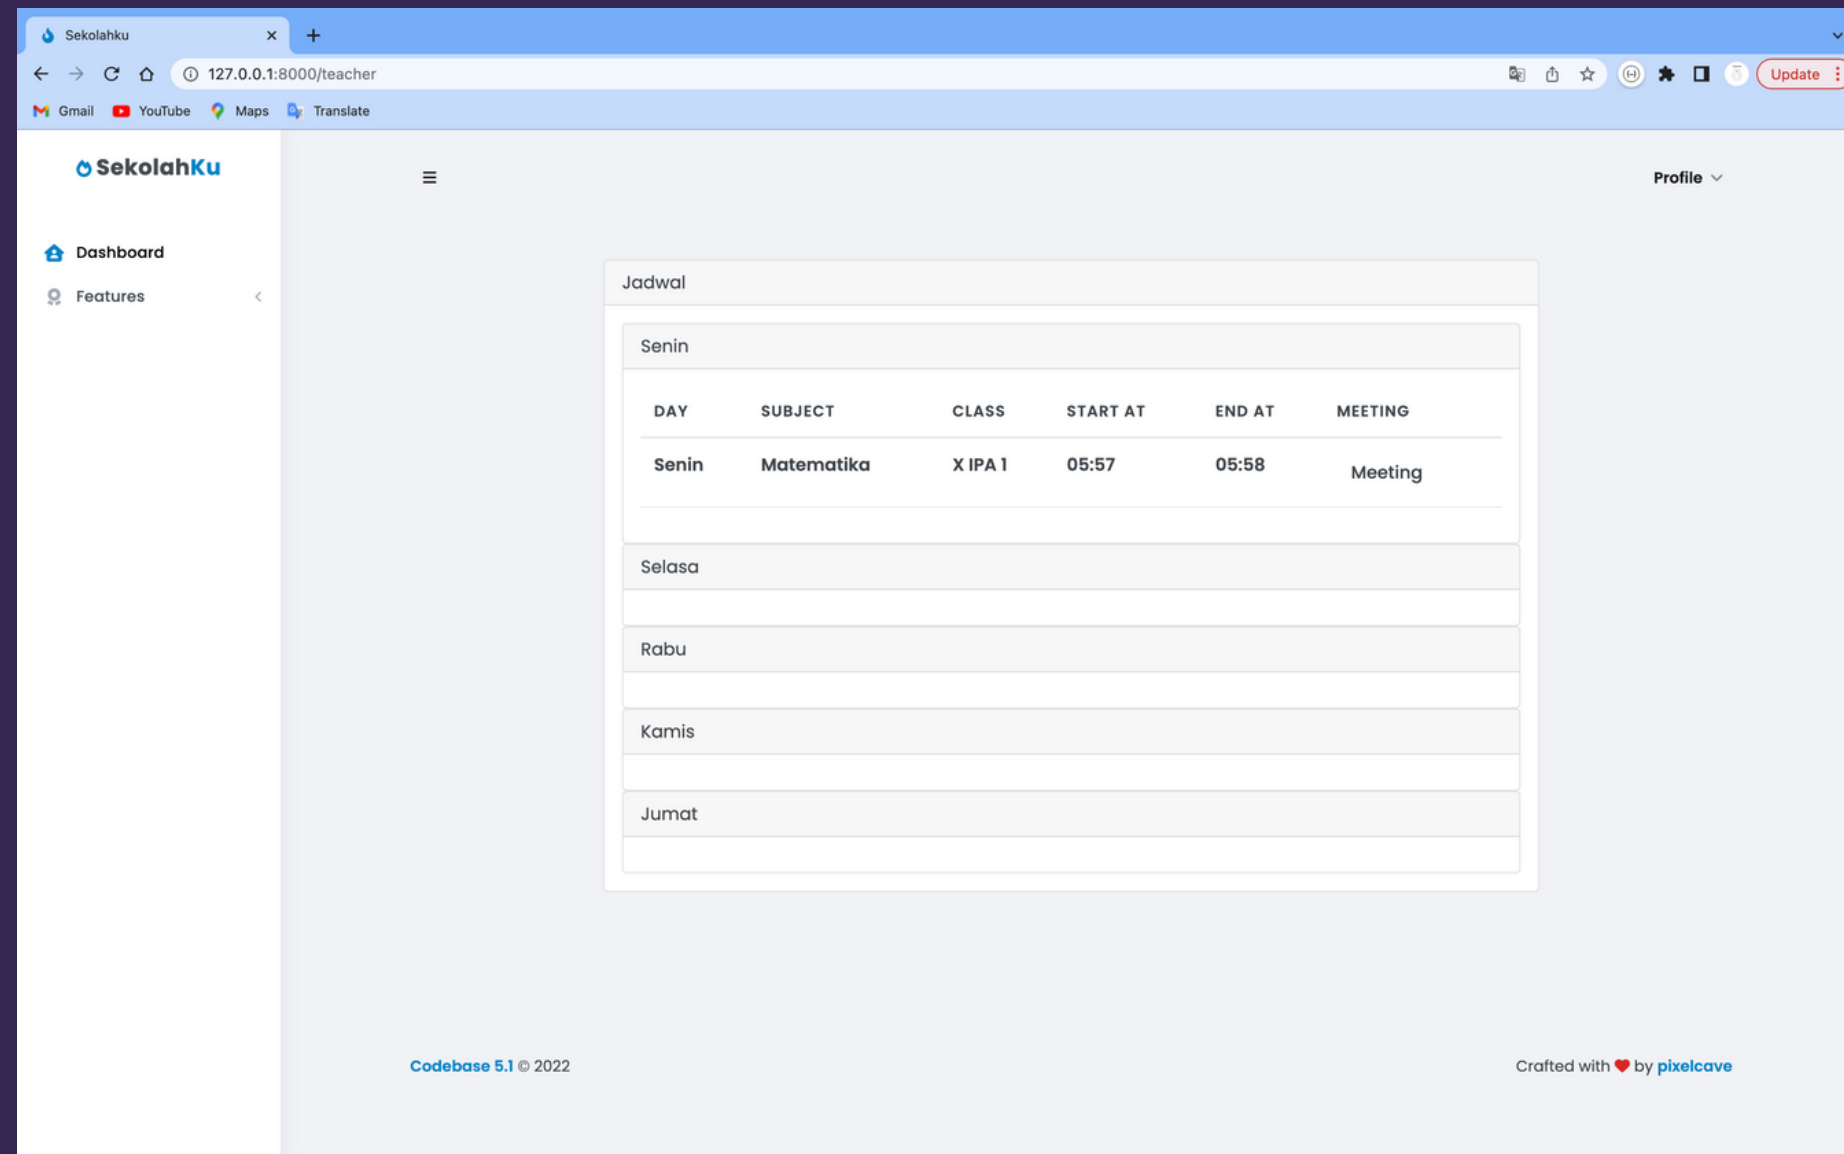 Sekolahku
127.0.0.1:8000/teacher
Update
Gmail YouTube Maps Translate
SekolahKu
Profile
Dashboard
Features
Jadwal
Senin
DAY SUBJECT CLASS START AT END AT MEETING
Senin Matematika X IPA 1 05:57 05:58 Meeting
Selasa
Rabu
Kamis
Jumat
Codebase 5.1 © 2022
Crafted with ❤ by pixelcave